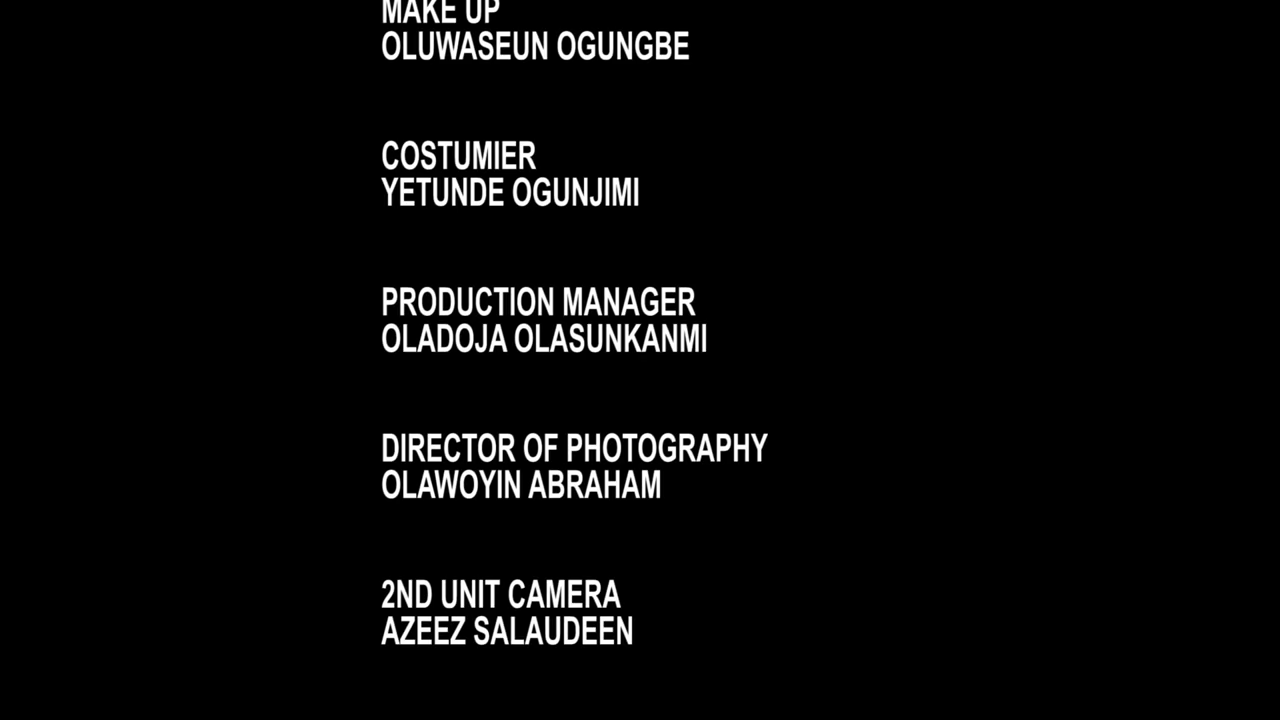 MAKE UP
OLUWASEUN OGUNGBE
COSTUMIER
YETUNDE OGUNJIMI
PRODUCTION MANAGER
OLADOJA OLASUNKANMI
DIRECTOR OF PHOTOGRAPHY
OLAWOYIN ABRAHAM
2ND UNIT CAMERA
AZEEZ SALAUDEEN